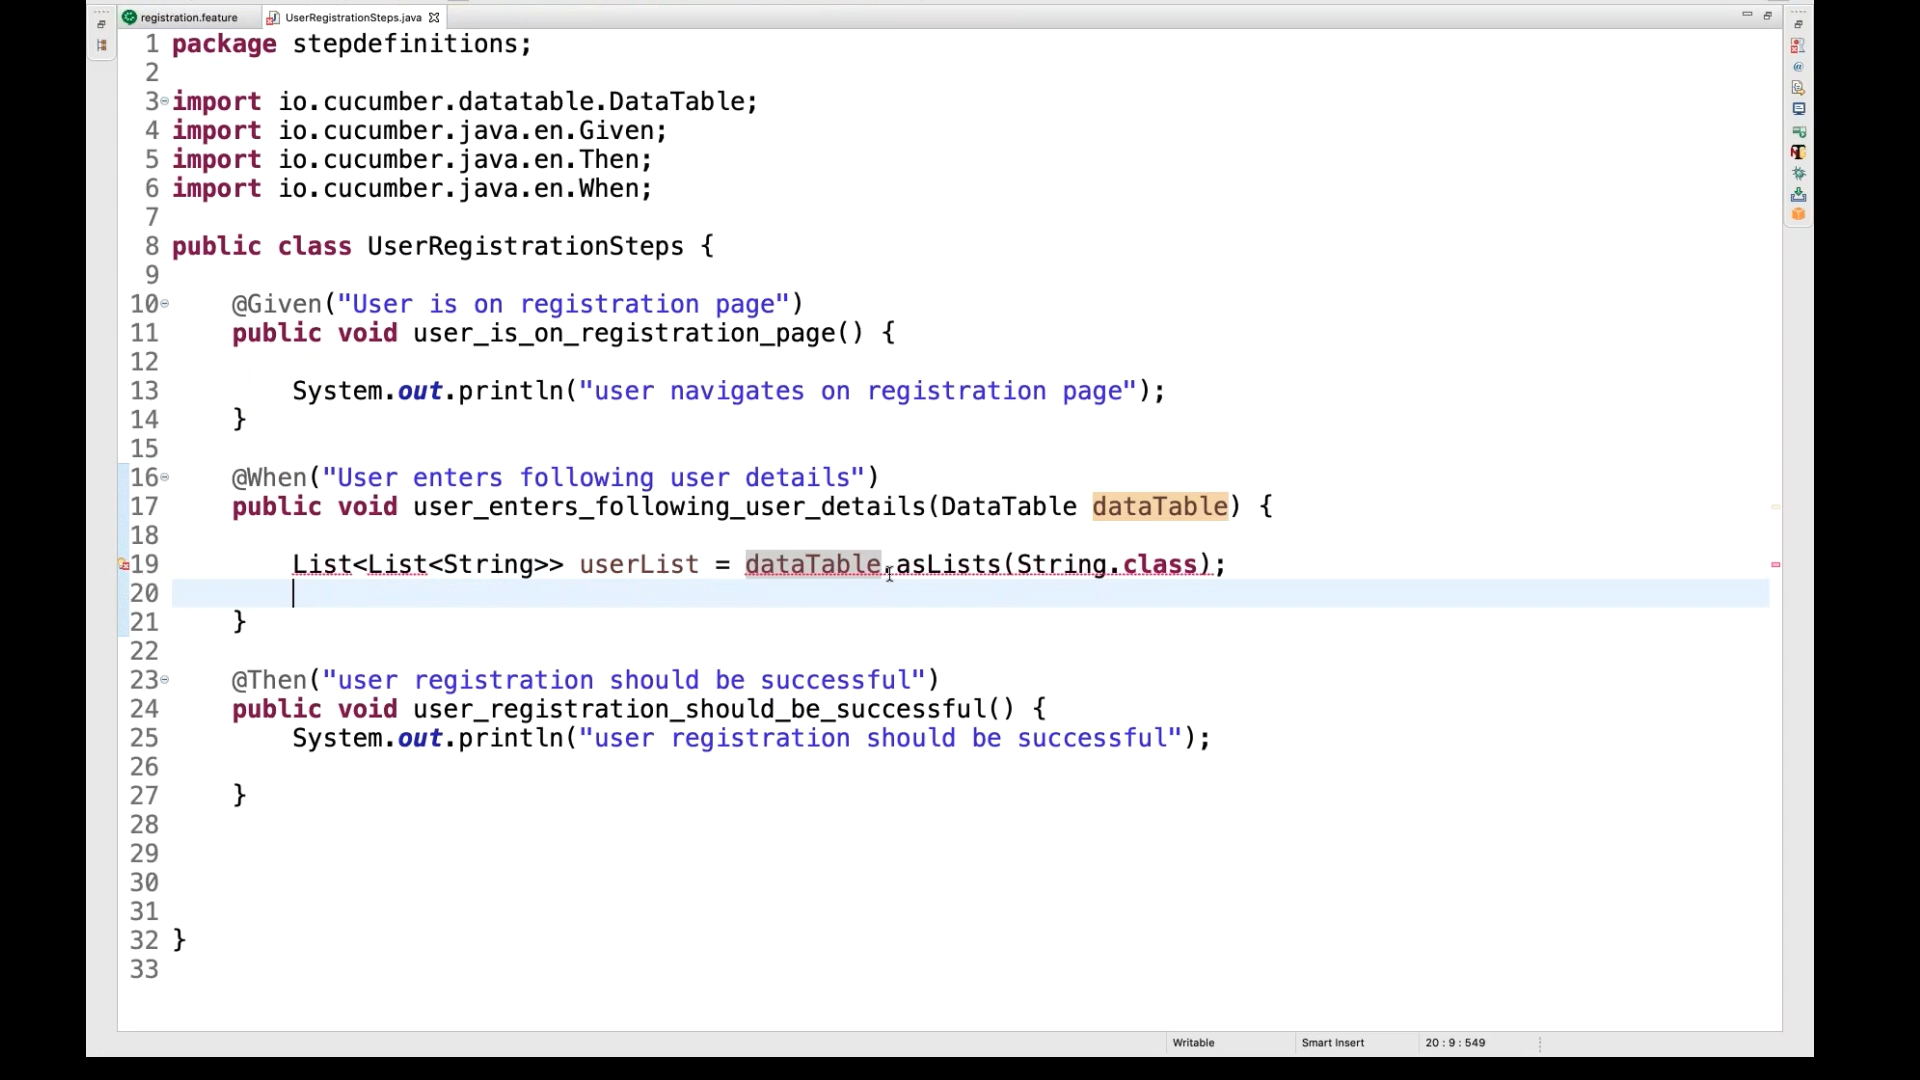 registration.feature UserRegistrationSteps.java
1 package stepdefinitions;
2
3 import io.cucumber.datatable.DataTable;
4 import io.cucumber.java.en.Given;
5 import io.cucumber.java.en.Then;
6 import io.cucumber.java.en.When;
7
8 public class UserRegistrationSteps {
9
10 @Given("User is on registration page")
11 public void user_is_on_registration_page() {
12
13 System.out.println("user navigates on registration page");
14 }
15
16 @When("User enters following user details")
17 public void user_enters_following_user_details(DataTable dataTable) {
18
19 List<List<String>> userList = dataTable.asLists(String.class);
20
21 }
22
23 @Then("user registration should be successful")
24 public void user_registration_should_be_successful() {
25 System.out.println("user registration should be successful");
26
27 }
28
29
30
31
32 }
33
Writable Smart Insert 20 : 9 : 549